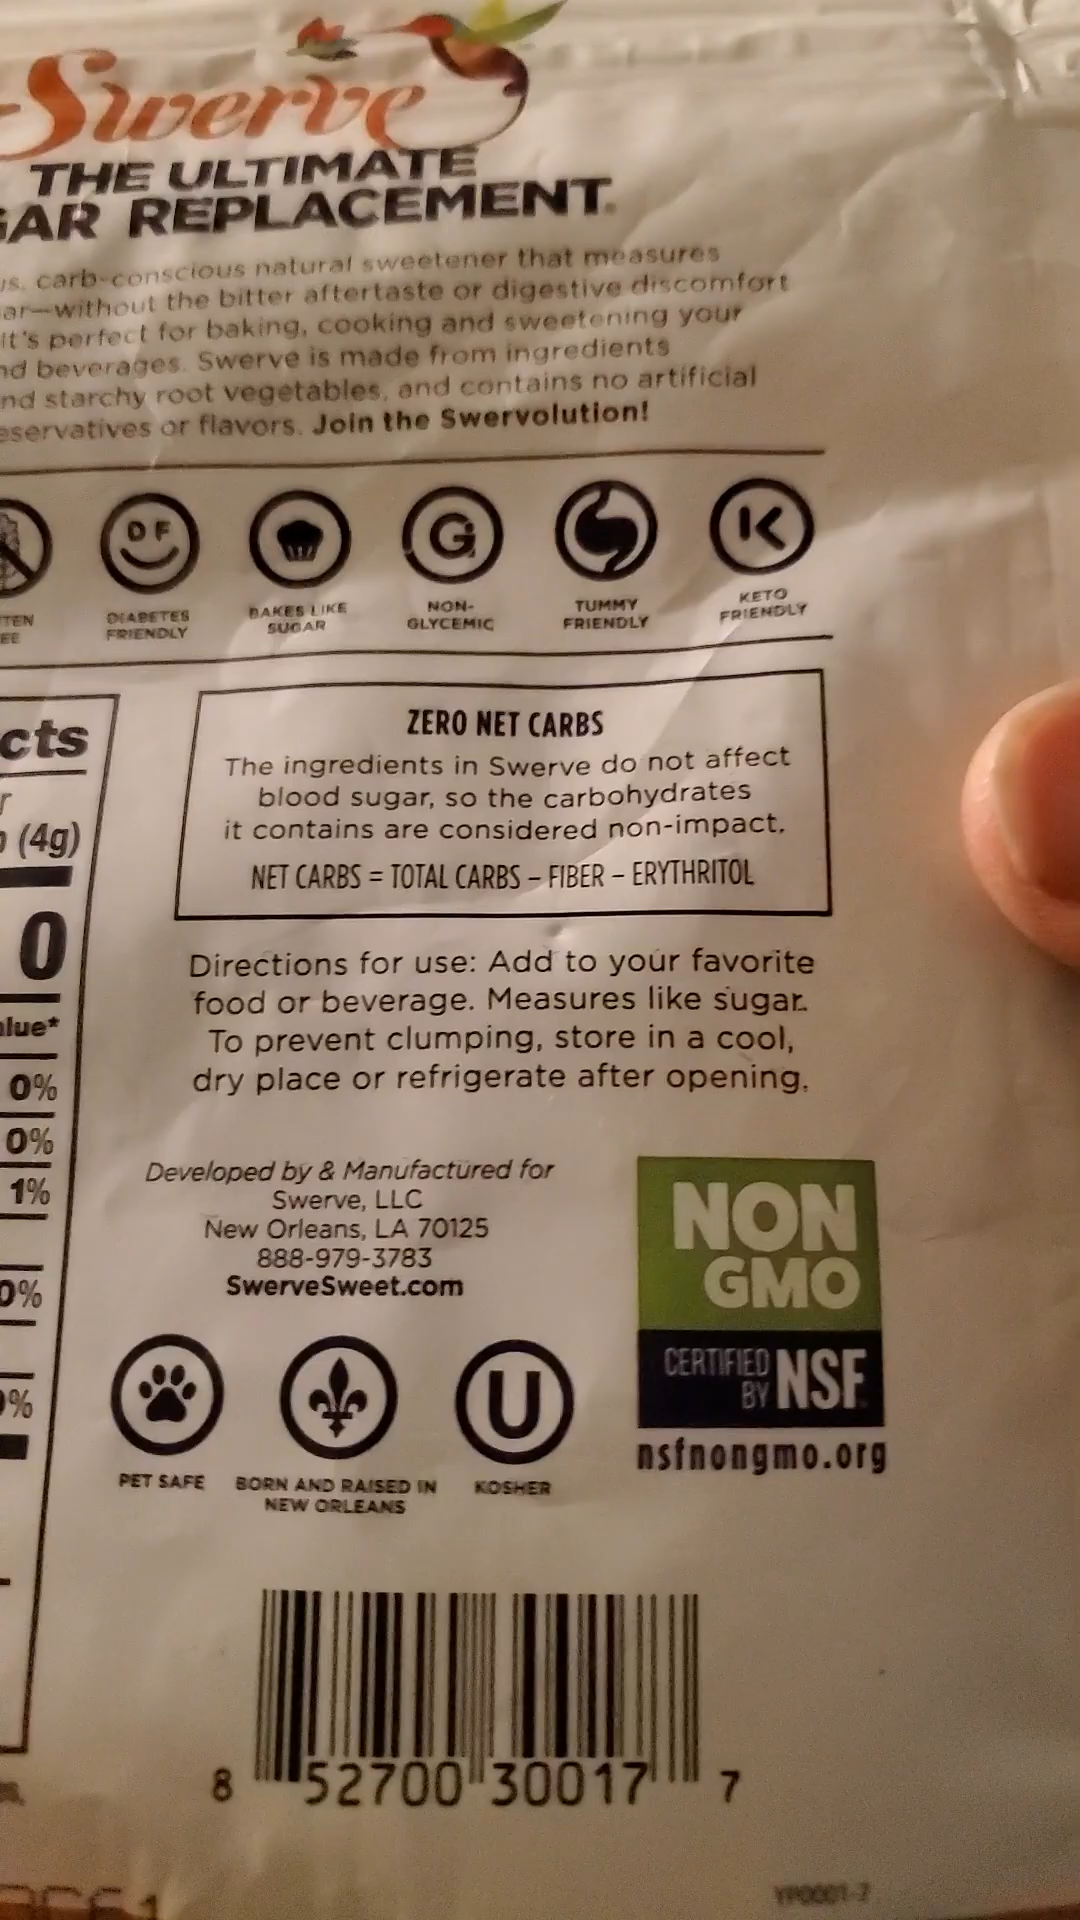 Swerve
THE ULTIMATE
GAR REPLACEMENT.
us, carb-conscious natural sweetener that measures
ar—without the bitter aftertaste or digestive discomfort
It's perfect for baking, cooking and sweetening your
nd beverages. Swerve is made from ingredients
nd starchy root vegetables, and contains no artificial
eservatives or flavors. Join the Swervolution!
TEN
EE
DF
DIABETES
FRIENDLY
BAKES LIKE
SUGAR
G
NON-
GLYCEMIC
TUMMY
FRIENDLY
K
KETO
FRIENDLY
cts
r
(4g)
0
alue*
0%
0%
1%
0%
0%
ZERO NET CARBS
The ingredients in Swerve do not affect
blood sugar, so the carbohydrates
it contains are considered non-impact.
NET CARBS = TOTAL CARBS – FIBER – ERYTHRITOL
Directions for use: Add to your favorite
food or beverage. Measures like sugar.
To prevent clumping, store in a cool,
dry place or refrigerate after opening.
Developed by & Manufactured for
Swerve, LLC
New Orleans, LA 70125
888-979-3783
SwerveSweet.com
NON
GMO
CERTIFIED
BY NSF
nsfnongmo.org
PET SAFE
BORN AND RAISED IN
NEW ORLEANS
U
KOSHER
8 52700 30017 7
YP0001-7